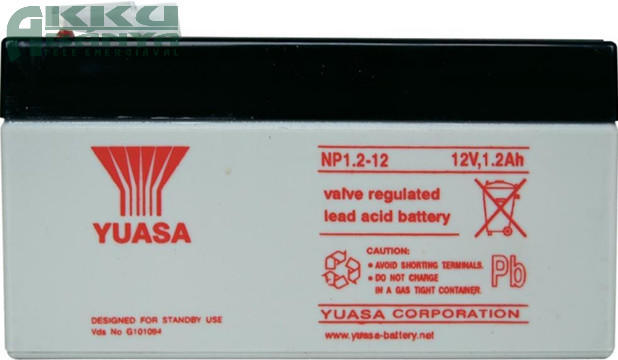 AKKU
NP1.2-12 12V,1.2Ah
valve regulated
lead acid battery
YUASA
CAUTION:
• AVOID SHORTING TERMINALS.
• DO NOT CHARGE
IN A GAS TIGHT CONTAINER.
Pb
DESIGNED FOR STANDBY USE
Vds No G101094
YUASA CORPORATION
www.yuasa-battery.net